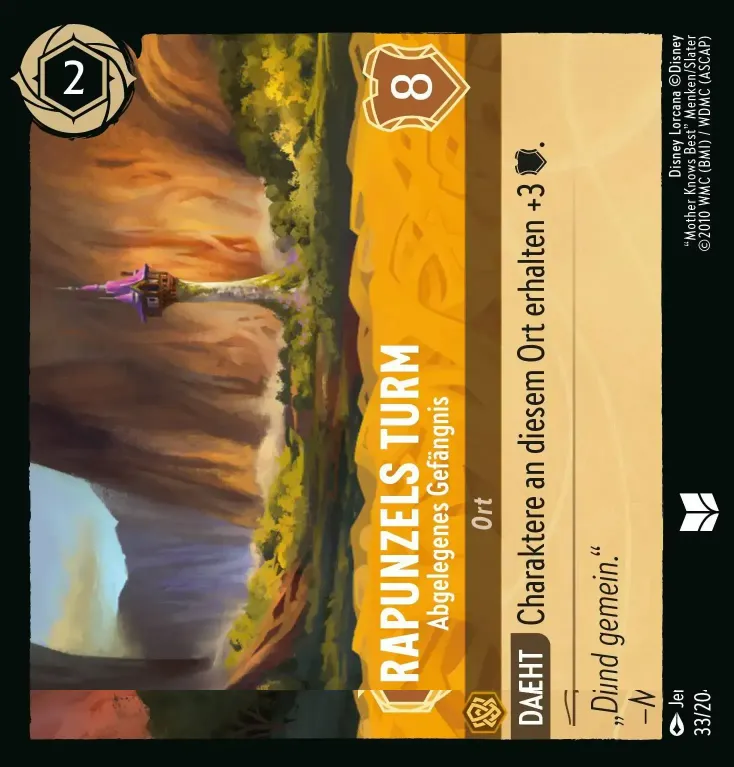 2
8
RAPUNZELS TURM
Abgelegenes Gefängnis
Ort
Charaktere an diesem Ort erhalten +3 .
gemein.“
33/20
Disney Lorcana ©Disney
“Mother Knows Best” Menken/Slater
©2010 WMC (BMI) / WDMC (ASCAP)